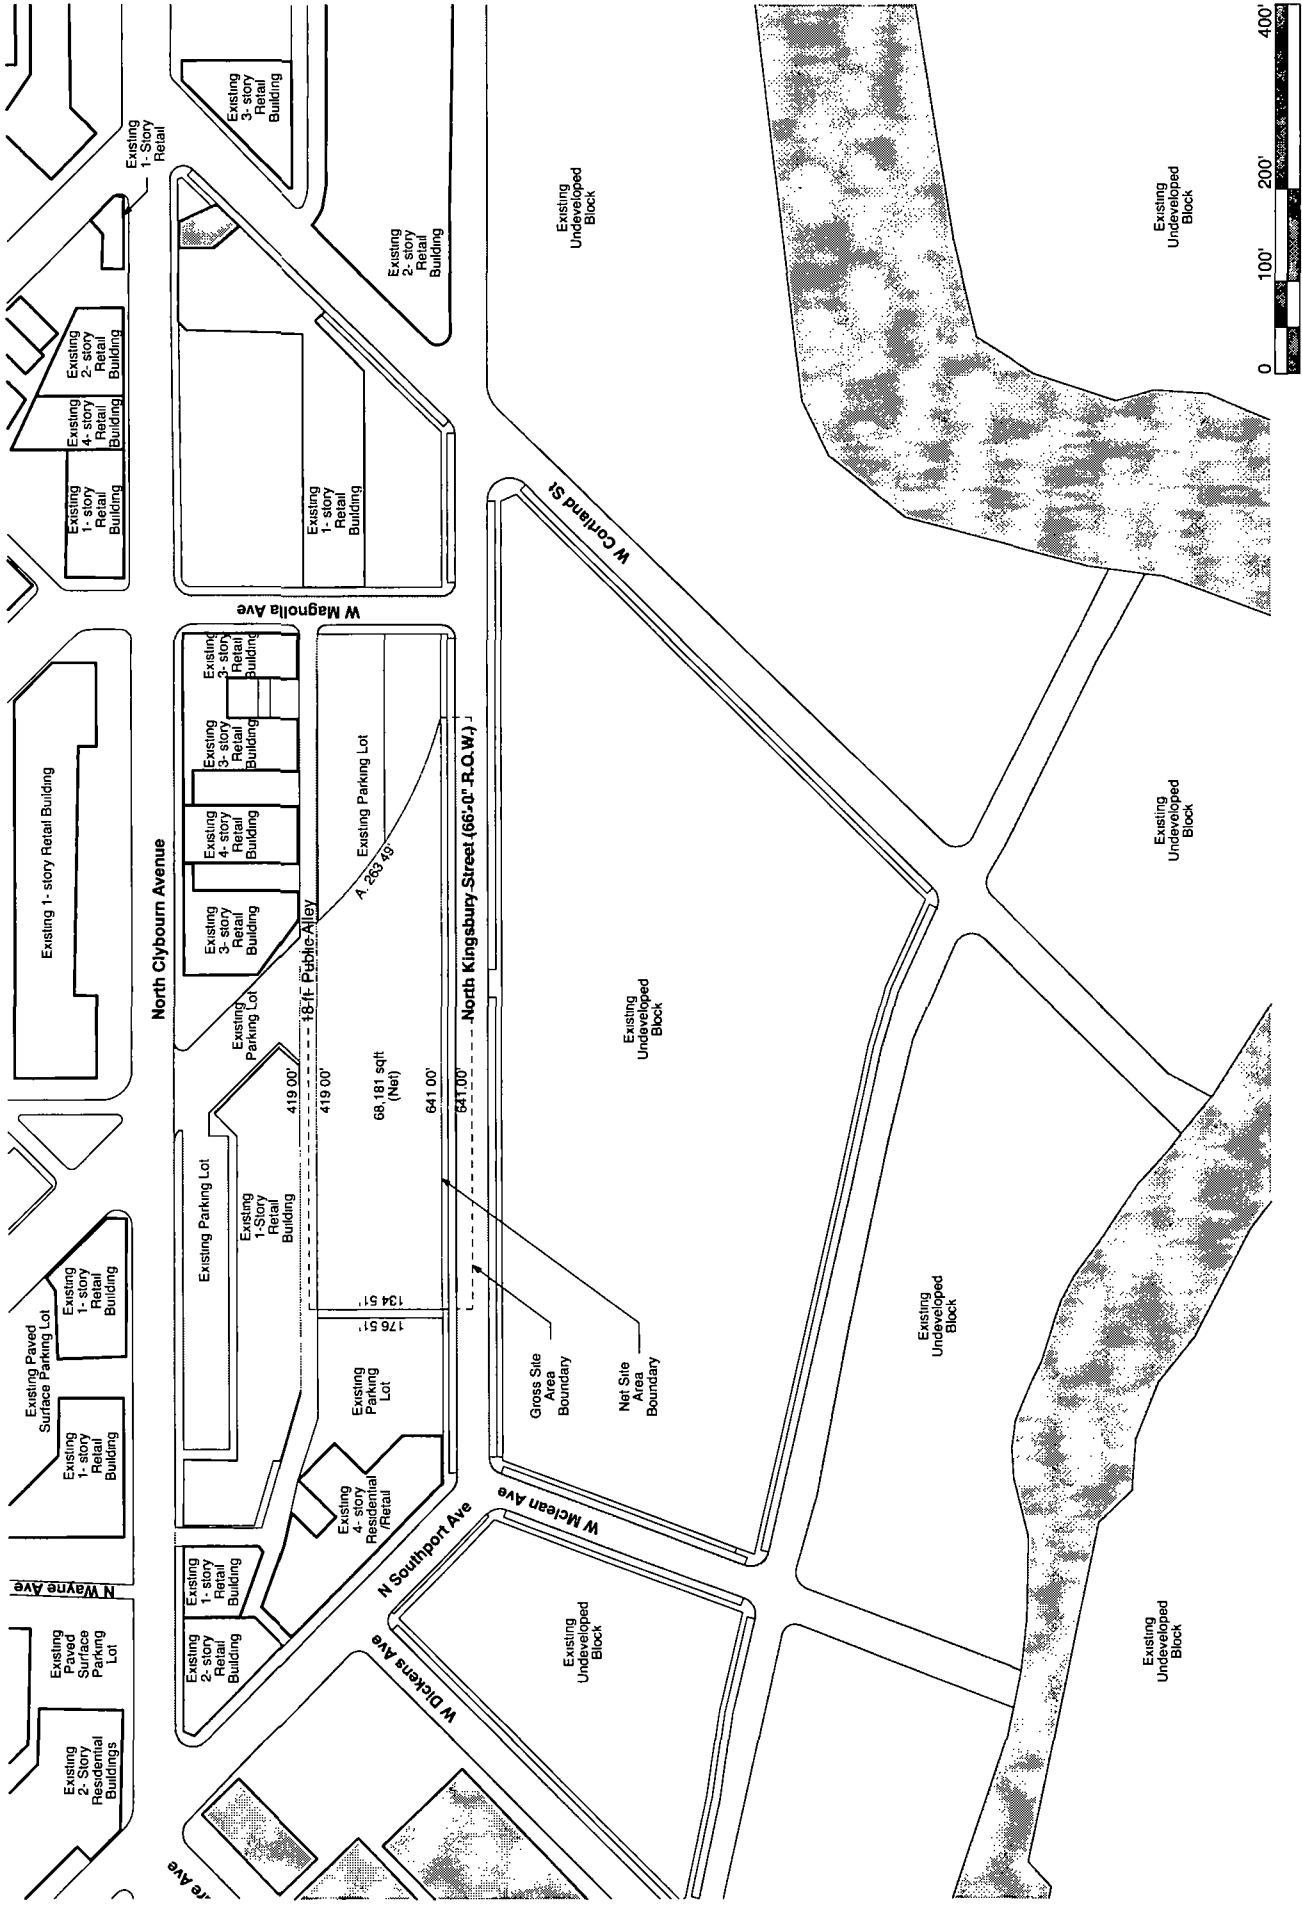 Existing
2- Story
Residential
Buildings
Existing
Paved
Surface
Parking
Lot
N Wayne Ave
Existing
1- story
Retail
Building
Existing Paved
Surface Parking Lot
Existing
1- story
Retail
Building
Existing 1- story Retail Building
Existing
1- story
Retail
Building
Existing
4- story
Retail
Building
Existing
2- story
Retail
Building
Existing
1- Story
Retail
North Clybourn Avenue
Existing
2- story
Retail
Building
Existing
1- story
Retail
Building
Existing Parking Lot
Existing
1-Story
Retail
Building
Existing
Parking Lot
Existing
3- story
Retail
Building
Existing
4- story
Retail
Building
Existing
3- story
Retail
Building
Existing
3- story
Retail
Building
W Magnolla Ave
Existing
3- story
Retail
Building
Existing
4- story
Residential
/Retail
Existing
Parking
Lot
176 51'
134 51'
419 00'
419 00'
18-ft- Public-Alley
68,181 sqft
(Net)
641 00'
641.00'
A. 263 49'
Existing Parking Lot
Existing
1- story
Retail
Building
Existing
2- story
Retail
Building
North Kingsbury-Street (66'-0"-R.O.W.)
N Southport Ave
W Dickens Ave
W Mclean Ave
W Cortland St
Gross Site
Area
Boundary
Net Site
Area
Boundary
Existing
Undeveloped
Block
Existing
Undeveloped
Block
Existing
Undeveloped
Block
Existing
Undeveloped
Block
Existing
Undeveloped
Block
Existing
Undeveloped
Block
Existing
Undeveloped
Block
0
100'
200'
400'